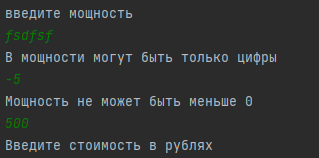 введите мощность
fsdfsf
В мощности могут быть только цифры
-5
Мощность не может быть меньше 0
500
Введите стоимость в рублях